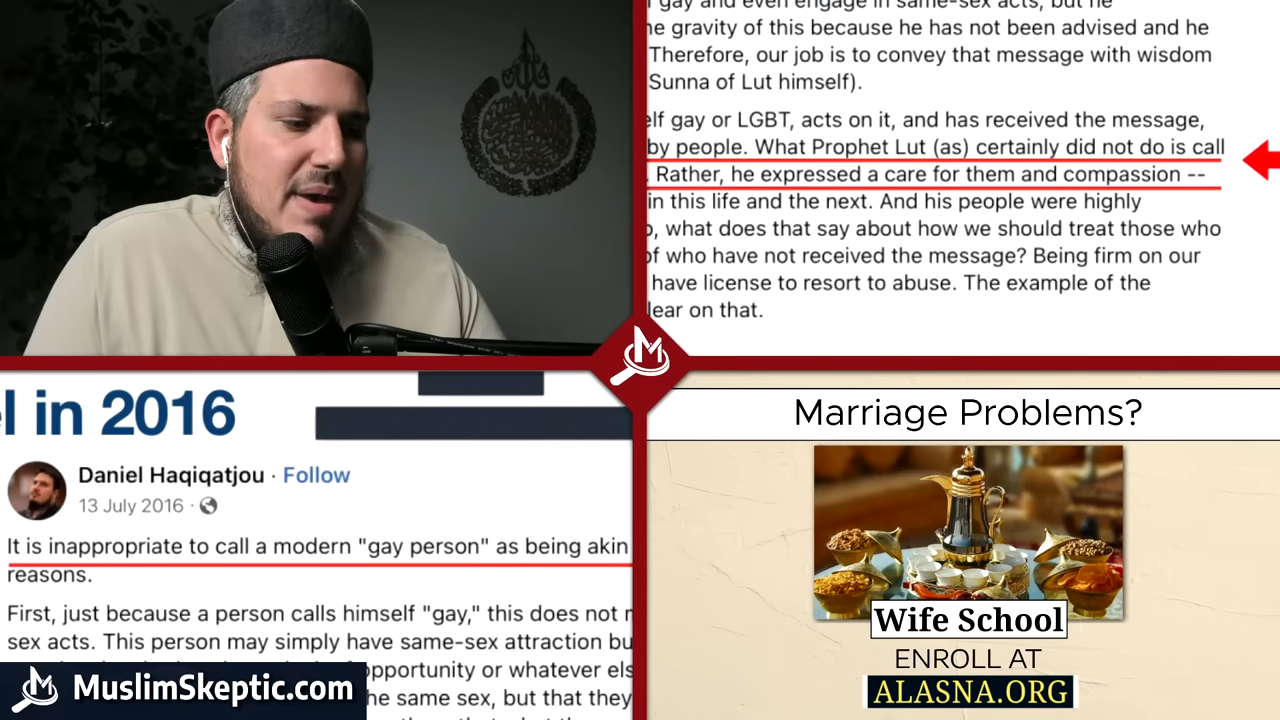 gay and even engage in same-sex acts, but he
he gravity of this because he has not been advised and he
Therefore, our job is to convey that message with wisdom
Sunna of Lut himself).
elf gay or LGBT, acts on it, and has received the message,
by people. What Prophet Lut (as) certainly did not do is call
. Rather, he expressed a care for them and compassion --
in this life and the next. And his people were highly
o, what does that say about how we should treat those who
of who have not received the message? Being firm on our
have license to resort to abuse. The example of the
lear on that.
M
l in 2016
Daniel Haqiqatjou · Follow
13 July 2016 ·
It is inappropriate to call a modern "gay person" as being akin
reasons.
First, just because a person calls himself "gay," this does not
sex acts. This person may simply have same-sex attraction bu
opportunity or whatever els
he same sex, but that they
MuslimSkeptic.com
Marriage Problems?
Wife School
ENROLL AT
ALASNA.ORG